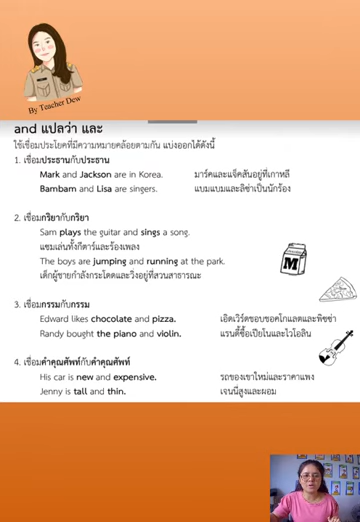 By Teacher Dew
and แปลว่า และ
ใช้เชื่อมประโยคที่มีความหมายคล้อยตามกัน แบ่งออกได้ดังนี้
1. เชื่อมประธานกับประธาน
Mark and Jackson are in Korea. มาร์คและแจ็คสันอยู่ที่เกาหลี
Bambam and Lisa are singers. แบมแบมและลิซ่าเป็นนักร้อง
2. เชื่อมกริยากับกริยา
Sam plays the guitar and sings a song.
แซมเล่นทั้งกีตาร์และร้องเพลง
The boys are jumping and running at the park.
เด็กผู้ชายกำลังกระโดดและวิ่งอยู่ที่สวนสาธารณะ
M
3. เชื่อมกรรมกับกรรม
Edward likes chocolate and pizza. เอิดเวิร์ดชอบชอคโกแลตและพิซซ่า
Randy bought the piano and violin. แรนดี้ซื้อเปียโนและไวโอลิน
4. เชื่อมคำคุณศัพท์กับคำคุณศัพท์
His car is new and expensive. รถของเขาใหม่และราคาแพง
Jenny is tall and thin. เจนนี่สูงและผอม